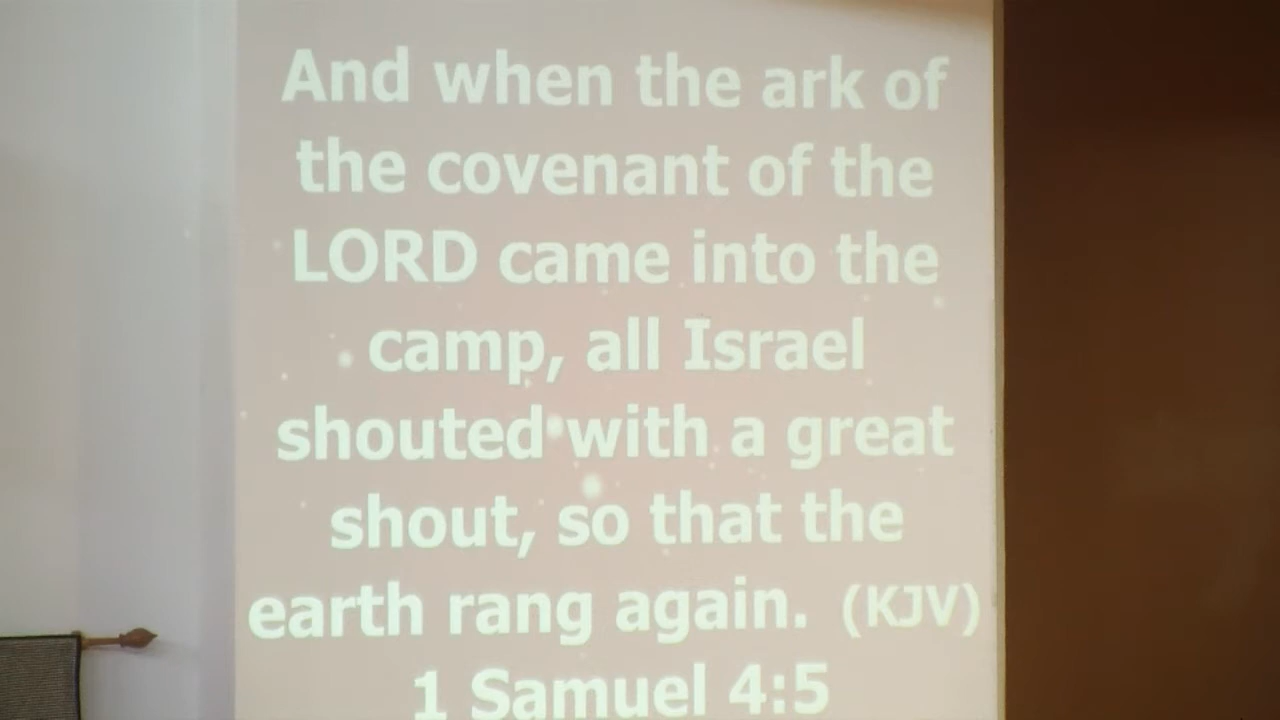 And when the ark of
the covenant of the
LORD came into the
camp, all Israel
shouted with a great
shout, so that the
earth rang again. (KJV)
1 Samuel 4:5